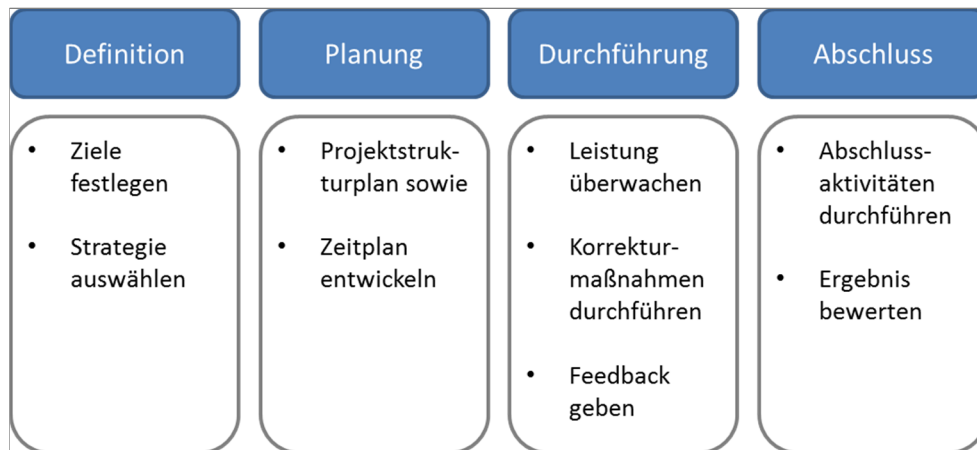 Definition
Planung
Durchführung
Abschluss
• Ziele
festlegen
• Strategie
auswählen
• Projektstruk-
turplan sowie
• Zeitplan
entwickeln
• Leistung
überwachen
• Korrektur-
maßnahmen
durchführen
• Feedback
geben
• Abschluss-
aktivitäten
durchführen
• Ergebnis
bewerten